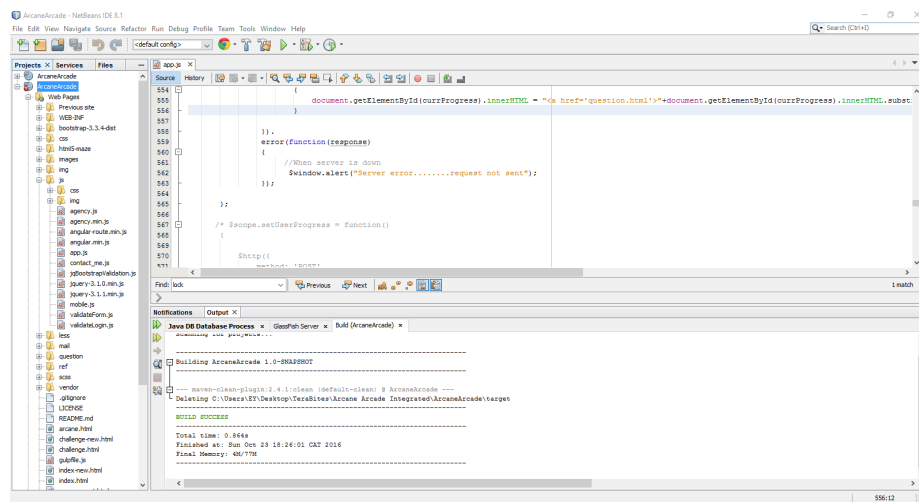 ArcaneArcade - NetBeans IDE 8.1
File Edit View Navigate Source Refactor Run Debug Profile Team Tools Window Help
Search (Ctrl+I)
<default config>
Projects Services Files
app.js
Source History
ArcaneArcade
ArcaneArcade
Web Pages
Previous site
WEB-INF
bootstrap-3.3.4-dist
css
html5-maze
images
img
js
css
img
agency.js
agency.min.js
angular-route.min.js
angular.min.js
app.js
contact_me.js
jqBootstrapValidation.js
jquery-3.1.0.min.js
jquery-3.1.1.min.js
mobile.js
validateForm.js
validateLogin.js
less
mail
question
ref
scss
vendor
.gitignore
LICENSE
README.md
arcane.html
challenge-new.html
challenge.html
gulpfile.js
index-new.html
index.html
554 {
555 document.getElementById(currProgress).innerHTML = "<a href='question.html'>"+document.getElementById(currProgress).innerHTML.subst
556 }
557
558 }).
559 error(function(response)
560 {
561 //When server is down
562 $window.alert("Server error........request not sent");
563 });
564
565 };
566
567 /* $scope.setUserProgress = function()
568 {
569
570 $http({
571 method: 'POST'
Find: lock Previous Next 1 match
Notifications Output
Java DB Database Process GlassFish Server Build (ArcaneArcade)
Scanning for projects...
------------------------------------------------------------------------
Building ArcaneArcade 1.0-SNAPSHOT
------------------------------------------------------------------------
--- maven-clean-plugin:2.4.1:clean (default-clean) @ ArcaneArcade ---
Deleting C:\Users\EY\Desktop\TeraBites\Arcane Arcade Integrated\ArcaneArcade\target
------------------------------------------------------------------------
BUILD SUCCESS
------------------------------------------------------------------------
Total time: 0.864s
Finished at: Sun Oct 23 18:26:01 CAT 2016
Final Memory: 4M/77M
------------------------------------------------------------------------
556:12